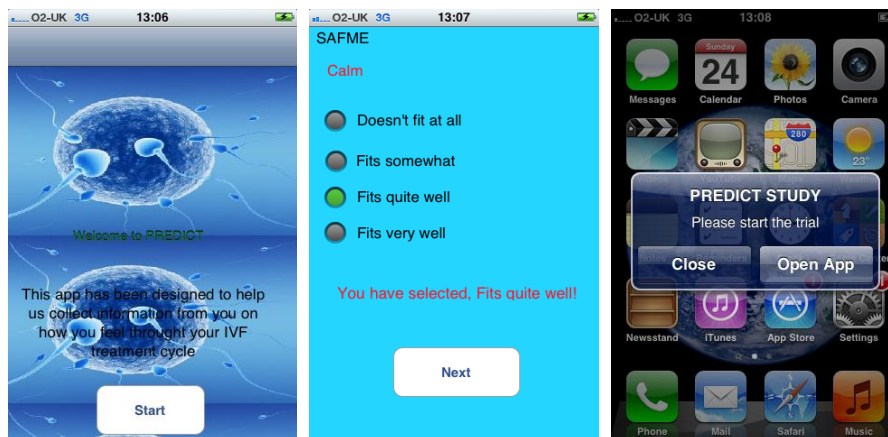 O2-UK 3G 13:06
Welcome to PREDICT
This app has been designed to help
us collect information from you on
how you feel throught your IVF
treatment cycle
Start
O2-UK 3G 13:07
SAFME
Calm
Doesn't fit at all
Fits somewhat
Fits quite well
Fits very well
You have selected, Fits quite well!
Next
O2-UK 3G 13:08
Sunday
24
280
23°
Messages Calendar Photos Camera
PREDICT STUDY
Please start the trial
Notes
Close Open App
Newsstand iTunes App Store Settings
Phone Mail Safari Music